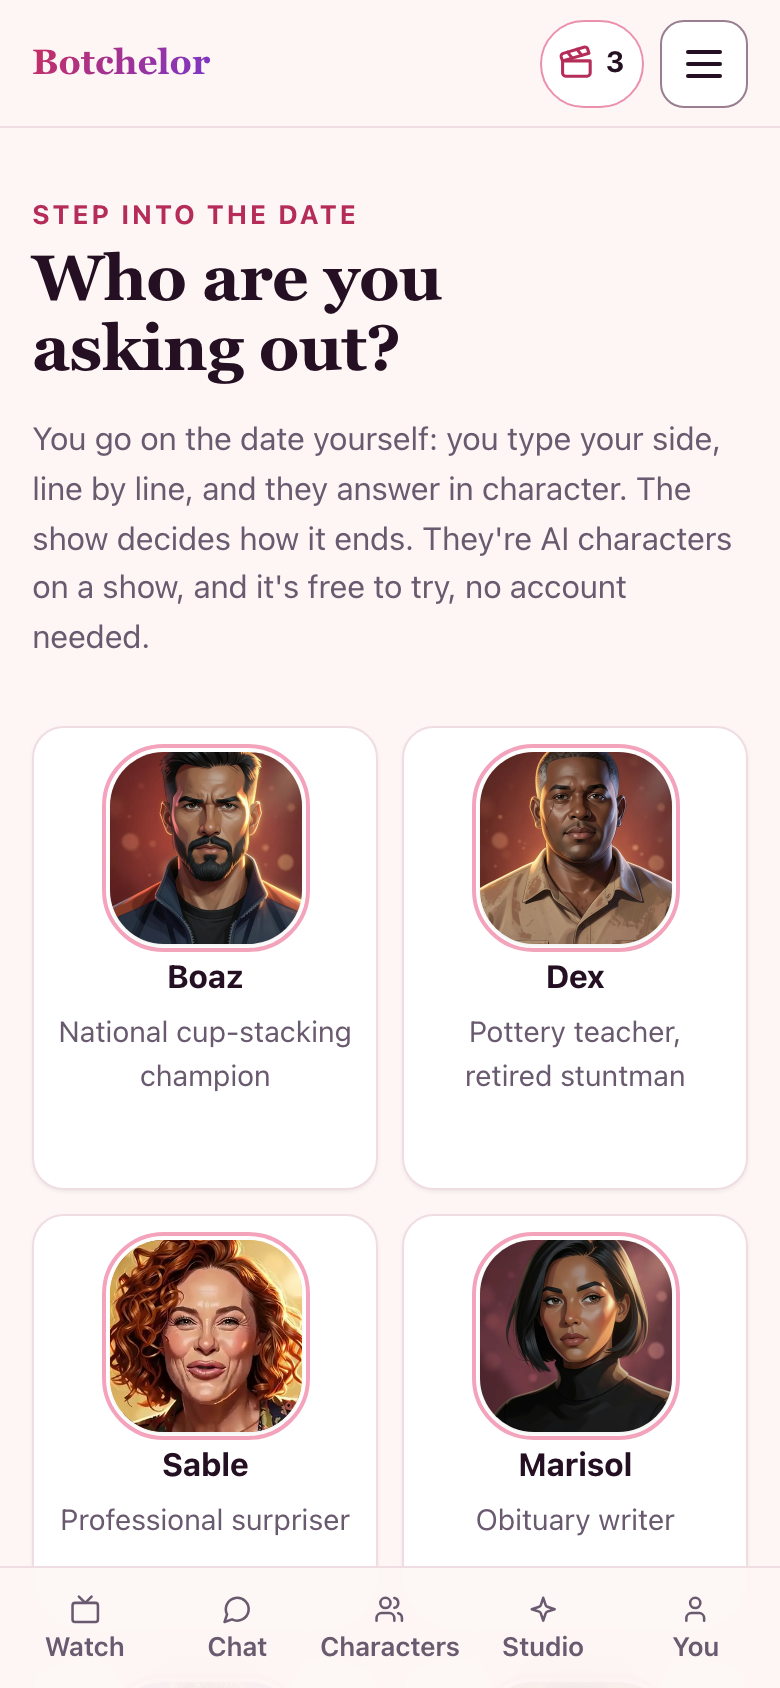 Botchelor
3
STEP INTO THE DATE
Who are you
asking out?
You go on the date yourself: you type your side,
line by line, and they answer in character. The
show decides how it ends. They're AI characters
on a show, and it's free to try, no account
needed.
Boaz
National cup-stacking
champion
Dex
Pottery teacher,
retired stuntman
Sable
Professional surpriser
Marisol
Obituary writer
Watch
Chat
Characters
Studio
You